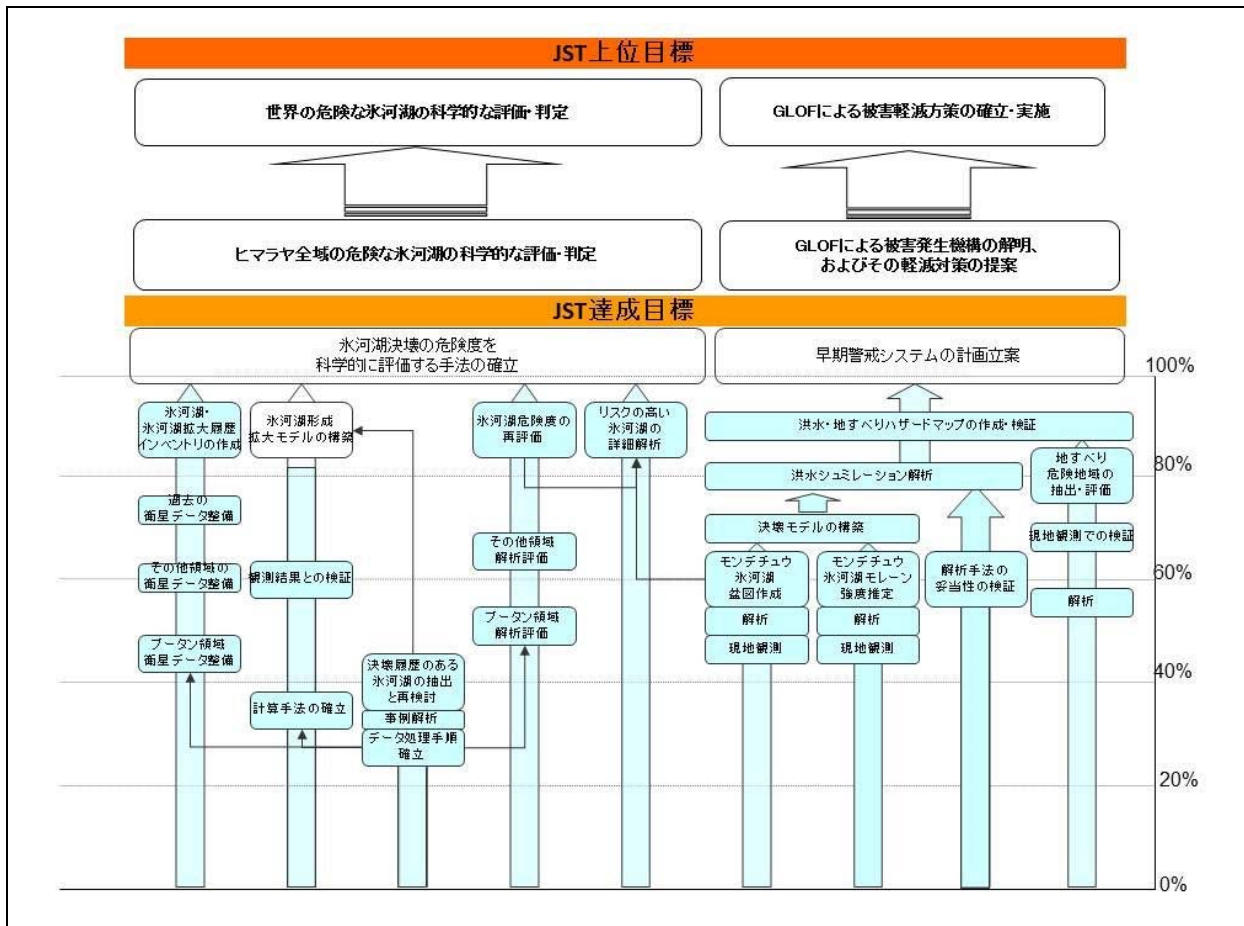 JST上位目標
世界の危険な氷河湖の科学的な評価・判定
GLOFによる被害軽減方策の確立・実施
ヒマラヤ全域の危険な氷河湖の科学的な評価・判定
GLOFによる被害発生機構の解明、
およびその軽減対策の提案
JST達成目標
氷河湖決壊の危険度を
科学的に評価する手法の確立
早期警戒システムの計画立案
100%
氷河湖・
氷河湖拡大履歴
インベントリの作成
氷河湖形成
拡大モデルの構築
氷河湖危険度の
再評価
リスクの高い
氷河湖の
詳細解析
洪水・地すべりハザードマップの作成・検証
地すべり
危険地域の
抽出・評価
80%
洪水シュミレーション解析
過去の
衛星データ整備
決壊モデルの構築
現地観測での検証
その他領域
解析評価
その他領域の
衛星データ整備
観測結果との検証
モンデチュウ
氷河湖
盆図作成
モンデチュウ
氷河湖モレーン
強度推定
解析手法の
妥当性の検証
60%
解析
解析
解析
ブータン領域
解析評価
ブータン領域
衛星データ整備
現地観測
現地観測
決壊履歴のある
氷河湖の抽出
と再検討
40%
計算手法の確立
事例解析
データ処理手順
確立
20%
0%